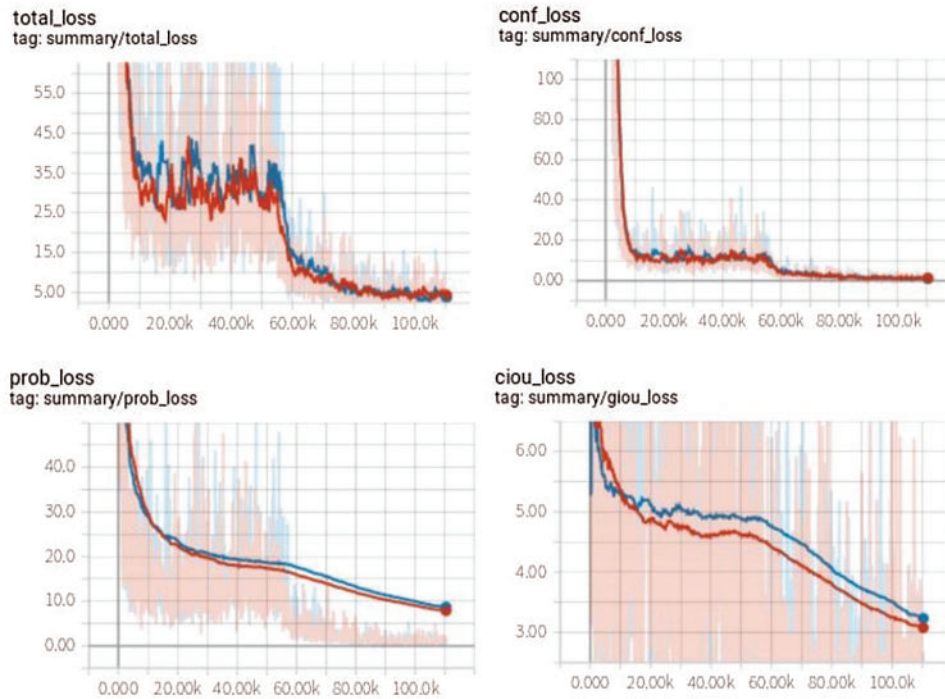 total_loss
tag: summary/total_loss
55.0
45.0
35.0
25.0
15.0
5.00
0.000 20.00k 40.00k 60.00k 80.00k 100.0k
conf_loss
tag: summary/conf_loss
100
80.0
60.0
40.0
20.0
0.00
0.000 20.00k 40.00k 60.00k 80.00k 100.0k
prob_loss
tag: summary/prob_loss
40.0
30.0
20.0
10.0
0.00
0.000 20.00k 40.00k 60.00k 80.00k 100.0k
ciou_loss
tag: summary/giou_loss
6.00
5.00
4.00
3.00
0.000 20.00k 40.00k 60.00k 80.00k 100.0k